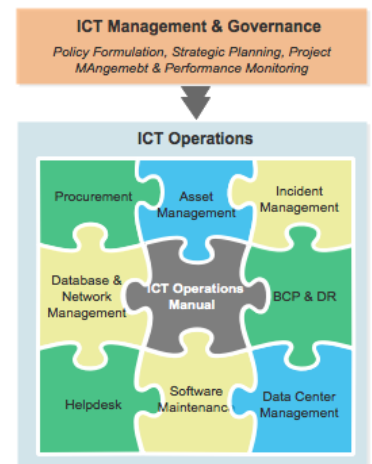 ICT Management & Governance
Policy Formulation, Strategic Planning, Project
MAngemebt & Performance Monitoring
ICT Operations
Procurement
Asset
Management
Incident
Management
Database &
Network
Management
ICT Operations
Manual
BCP & DR
Helpdesk
Software
Maintenance
Data Center
Management